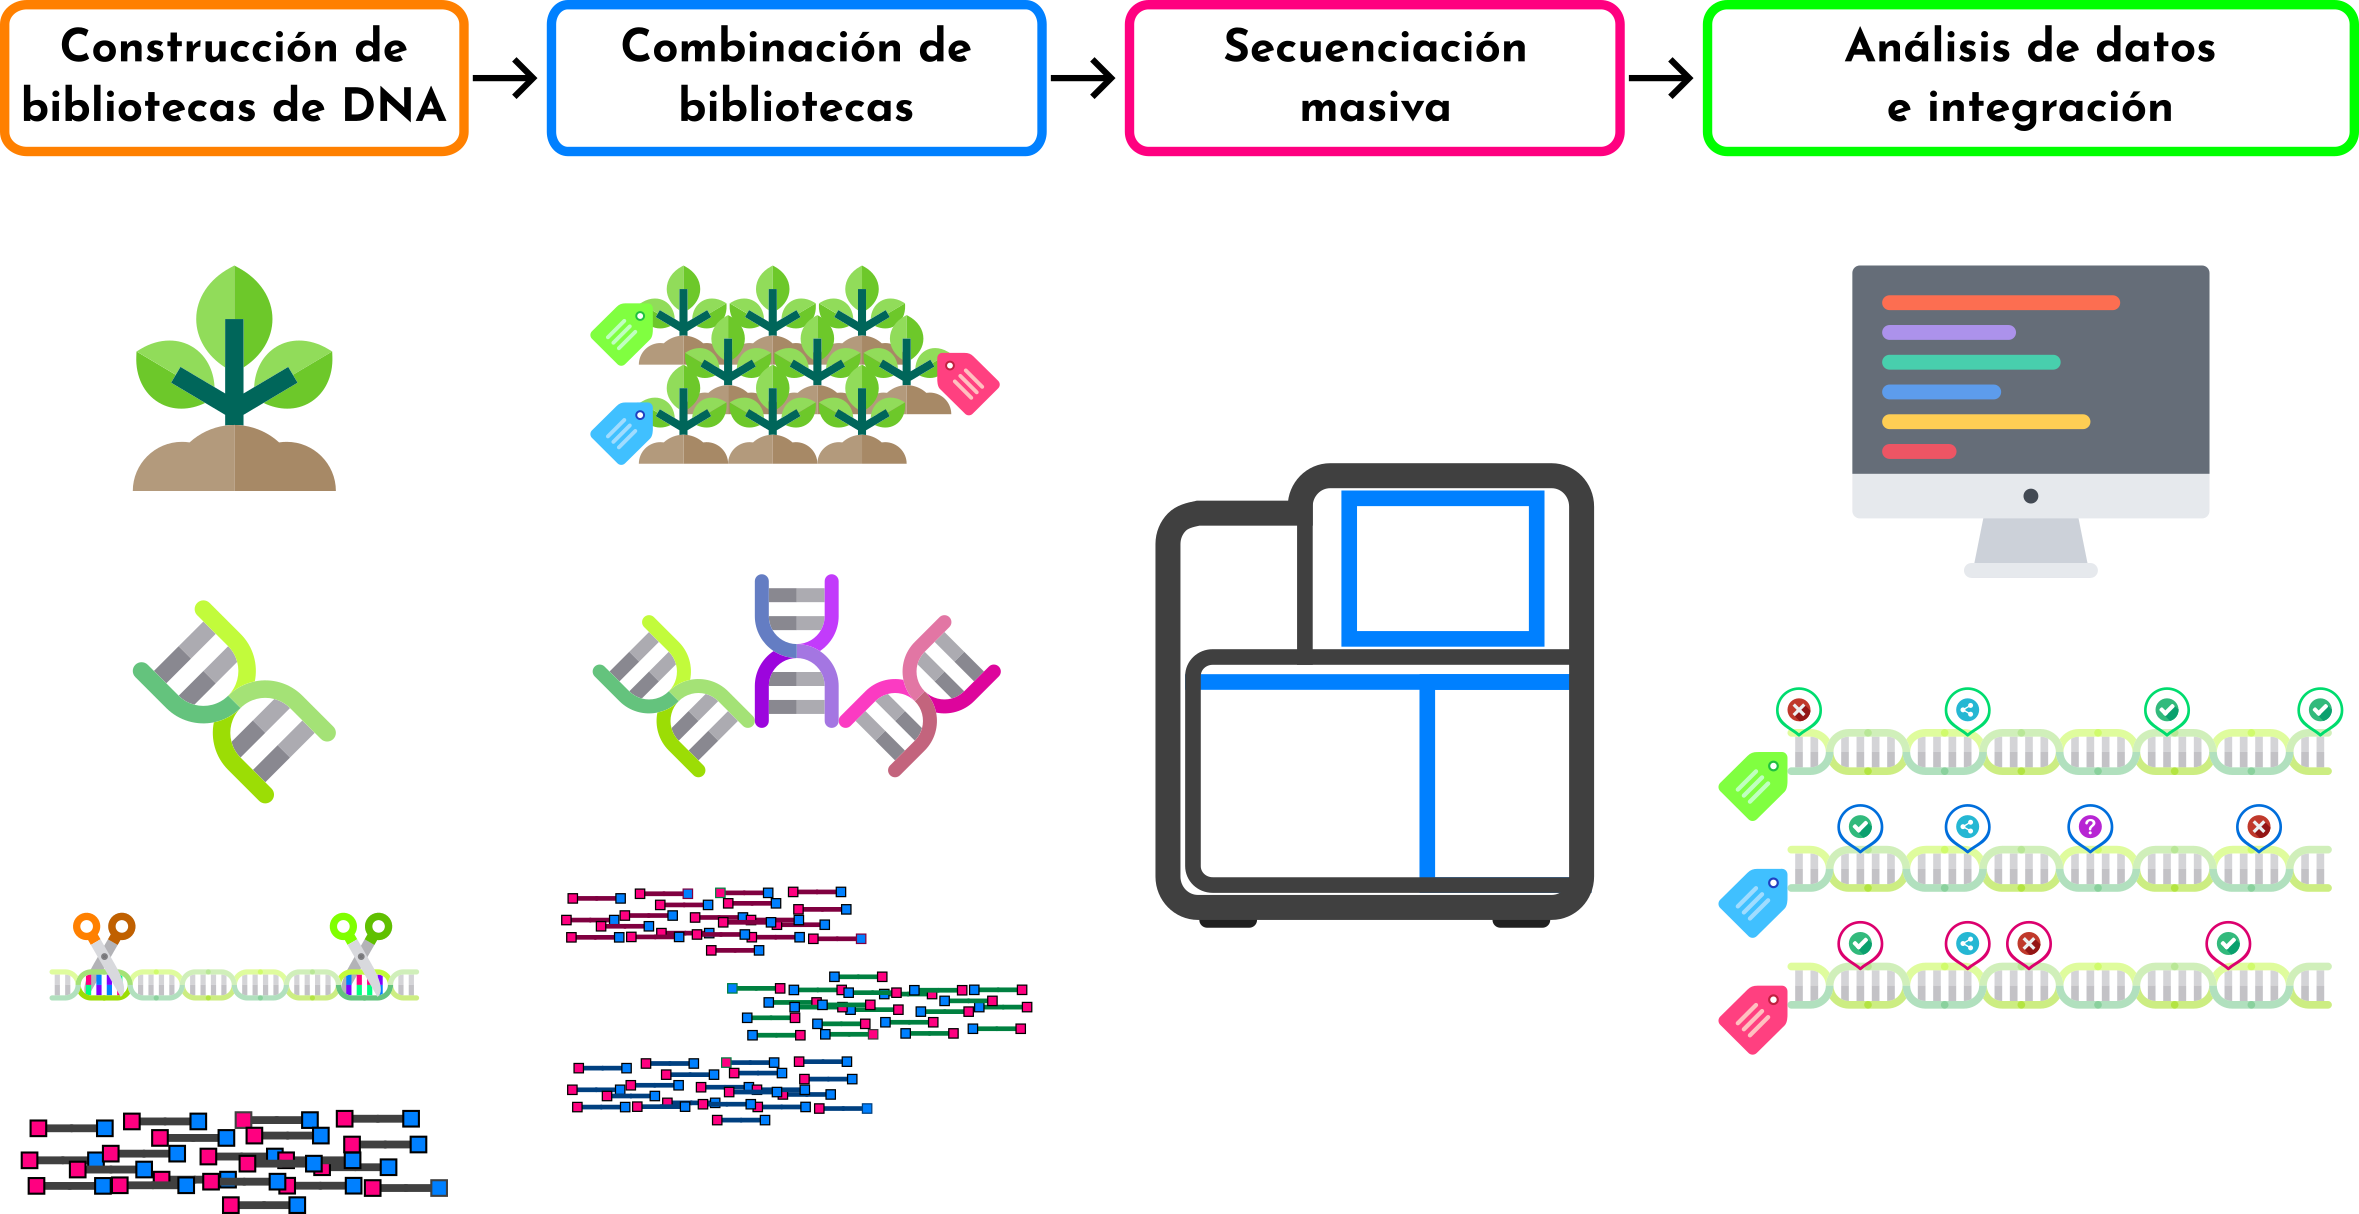 Construcción de
bibliotecas de DNA
Combinación de
bibliotecas
Secuenciación
masiva
Análisis de datos
e integración
?